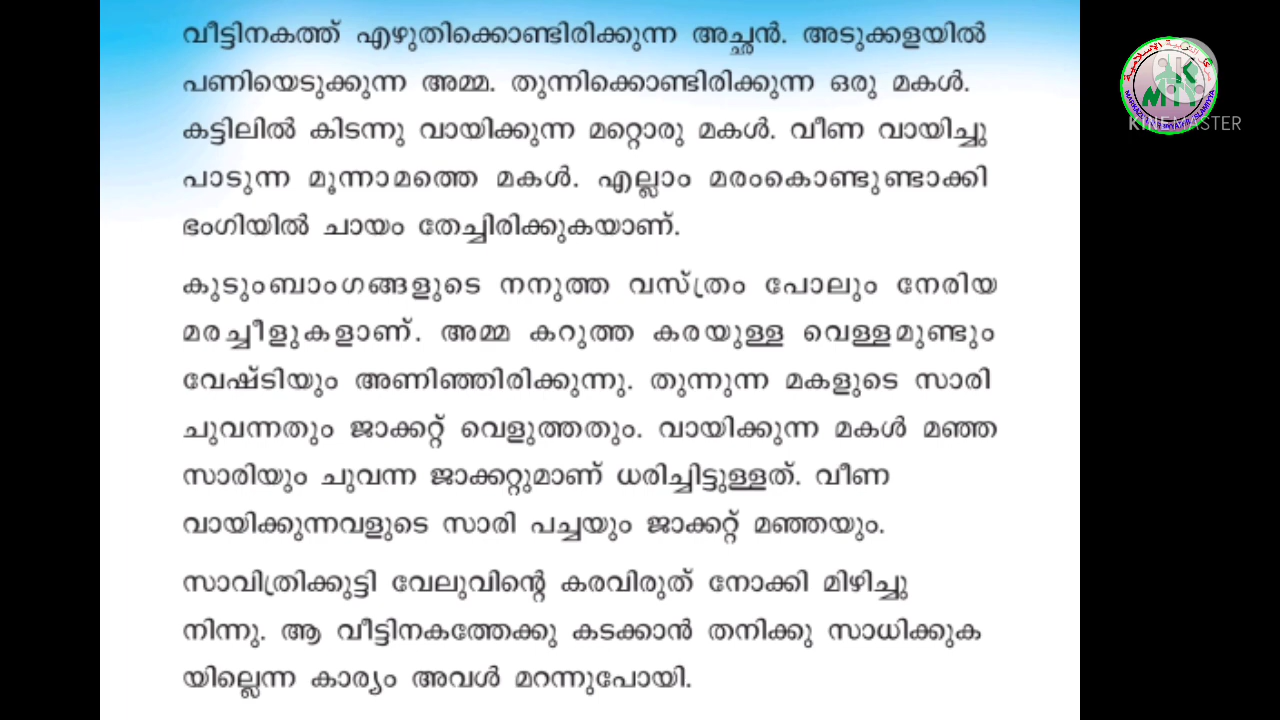 വീട്ടിനകത്ത് എഴുതിക്കൊണ്ടിരിക്കുന്ന അച്ഛൻ. അടുക്കളയിൽ
പണിയെടുക്കുന്ന അമ്മ. തുന്നിക്കൊണ്ടിരിക്കുന്ന ഒരു മകൾ.
കട്ടിലിൽ കിടന്നു വായിക്കുന്ന മറ്റൊരു മകൾ. വീണ വായിച്ചു
പാടുന്ന മൂന്നാമത്തെ മകൾ. എല്ലാം മരംകൊണ്ടുണ്ടാക്കി
ഭംഗിയിൽ ചായം തേച്ചിരിക്കുകയാണ്.
കുടുംബാംഗങ്ങളുടെ നനുത്ത വസ്ത്രം പോലും നേരിയ
മരച്ചീളുകളാണ്. അമ്മ കറുത്ത കരയുള്ള വെള്ളമുണ്ടും
വേഷ്ടിയും അണിഞ്ഞിരിക്കുന്നു. തുന്നുന്ന മകളുടെ സാരി
ചുവന്നതും ജാക്കറ്റ് വെളുത്തതും. വായിക്കുന്ന മകൾ മഞ്ഞ
സാരിയും ചുവന്ന ജാക്കറ്റുമാണ് ധരിച്ചിട്ടുള്ളത്. വീണ
വായിക്കുന്നവളുടെ സാരി പച്ചയും ജാക്കറ്റ് മഞ്ഞയും.
സാവിത്രിക്കുട്ടി വേലുവിന്റെ കരവിരുത് നോക്കി മിഴിച്ചു
നിന്നു. ആ വീട്ടിനകത്തേക്കു കടക്കാൻ തനിക്കു സാധിക്കുക
യില്ലെന്ന കാര്യം അവൾ മറന്നുപോയി.
KINEMASTER